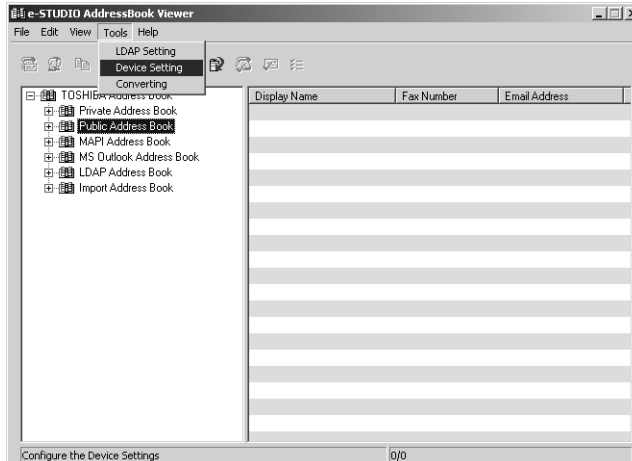 e-STUDIO AddressBook Viewer
File Edit View Tools Help
LDAP Setting
Device Setting
Converting
TOSHIBA Address Book
Private Address Book
Public Address Book
MAPI Address Book
MS Outlook Address Book
LDAP Address Book
Import Address Book
Display Name Fax Number Email Address
Configure the Device Settings 0/0